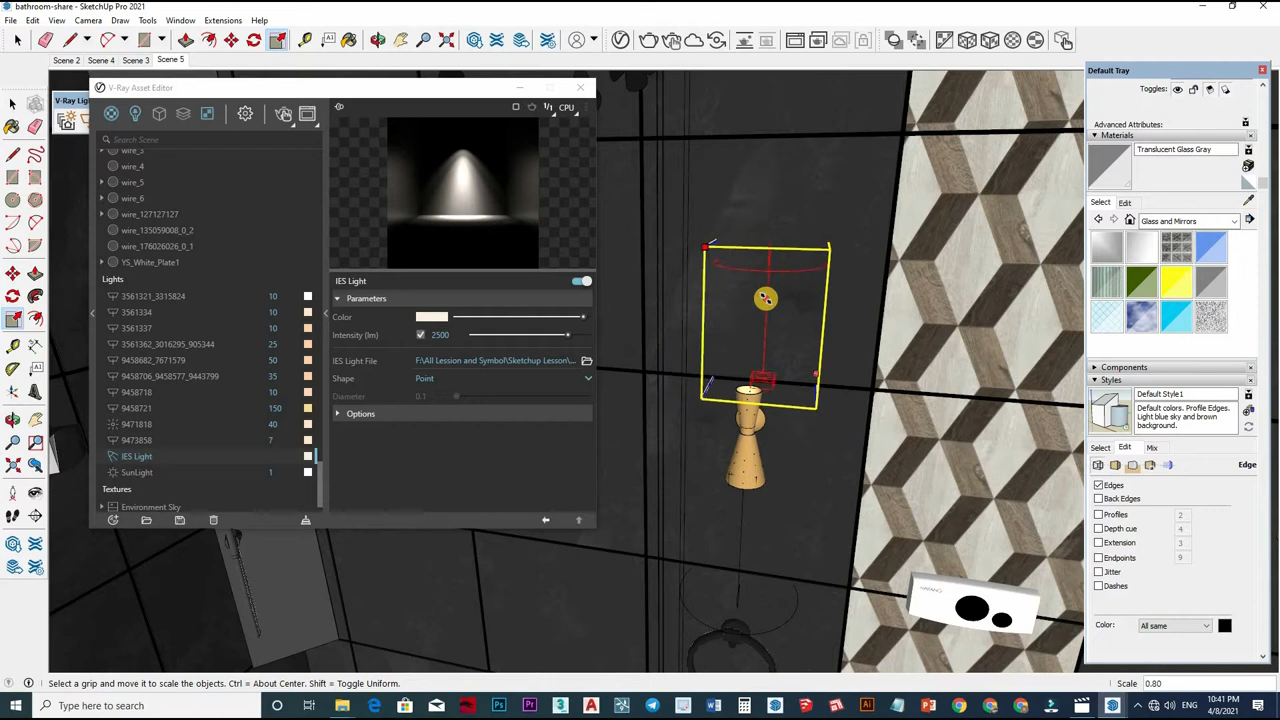 bathroom-share - SketchUp Pro 2021
File Edit View Camera Draw Tools Window Extensions Help
Scene 2 Scene 4 Scene 3 Scene 5
V-Ray Lig
V-Ray Asset Editor
CPU
Search Scene
wire_3
wire_4
wire_5
wire_6
wire_127127127
wire_135059008_0_2
wire_176026026_0_1
YS_White_Plate1
Lights
3561321_3315824 10
3561334 10
3561337 10
3561362_3016295_905344 25
9458682_7671579 50
9458706_9458577_9443799 35
9458718 10
9458721 150
9471818 40
9473858 7
IES Light
SunLight 1
Textures
Environment Sky
IES Light
Parameters
Color
Intensity (lm) 2500
IES Light File F:\All Lession and Symbol\Sketchup Lesson\...
Shape Point
Diameter 0.1
Options
Default Tray
Toggles:
Advanced Attributes:
Materials
Translucent Glass Gray
Select Edit
Glass and Mirrors
Components
Styles
Default Style1
Default colors. Profile Edges. Light blue sky and brown background.
Select Edit Mix
Edge
Edges
Back Edges
Profiles 2
Depth cue 4
Extension 3
Endpoints 9
Jitter
Dashes
Color: All same
Select a grip and move it to scale the objects. Ctrl = About Center. Shift = Toggle Uniform.
Scale 0.80
Type here to search
10:41 PM
4/8/2021